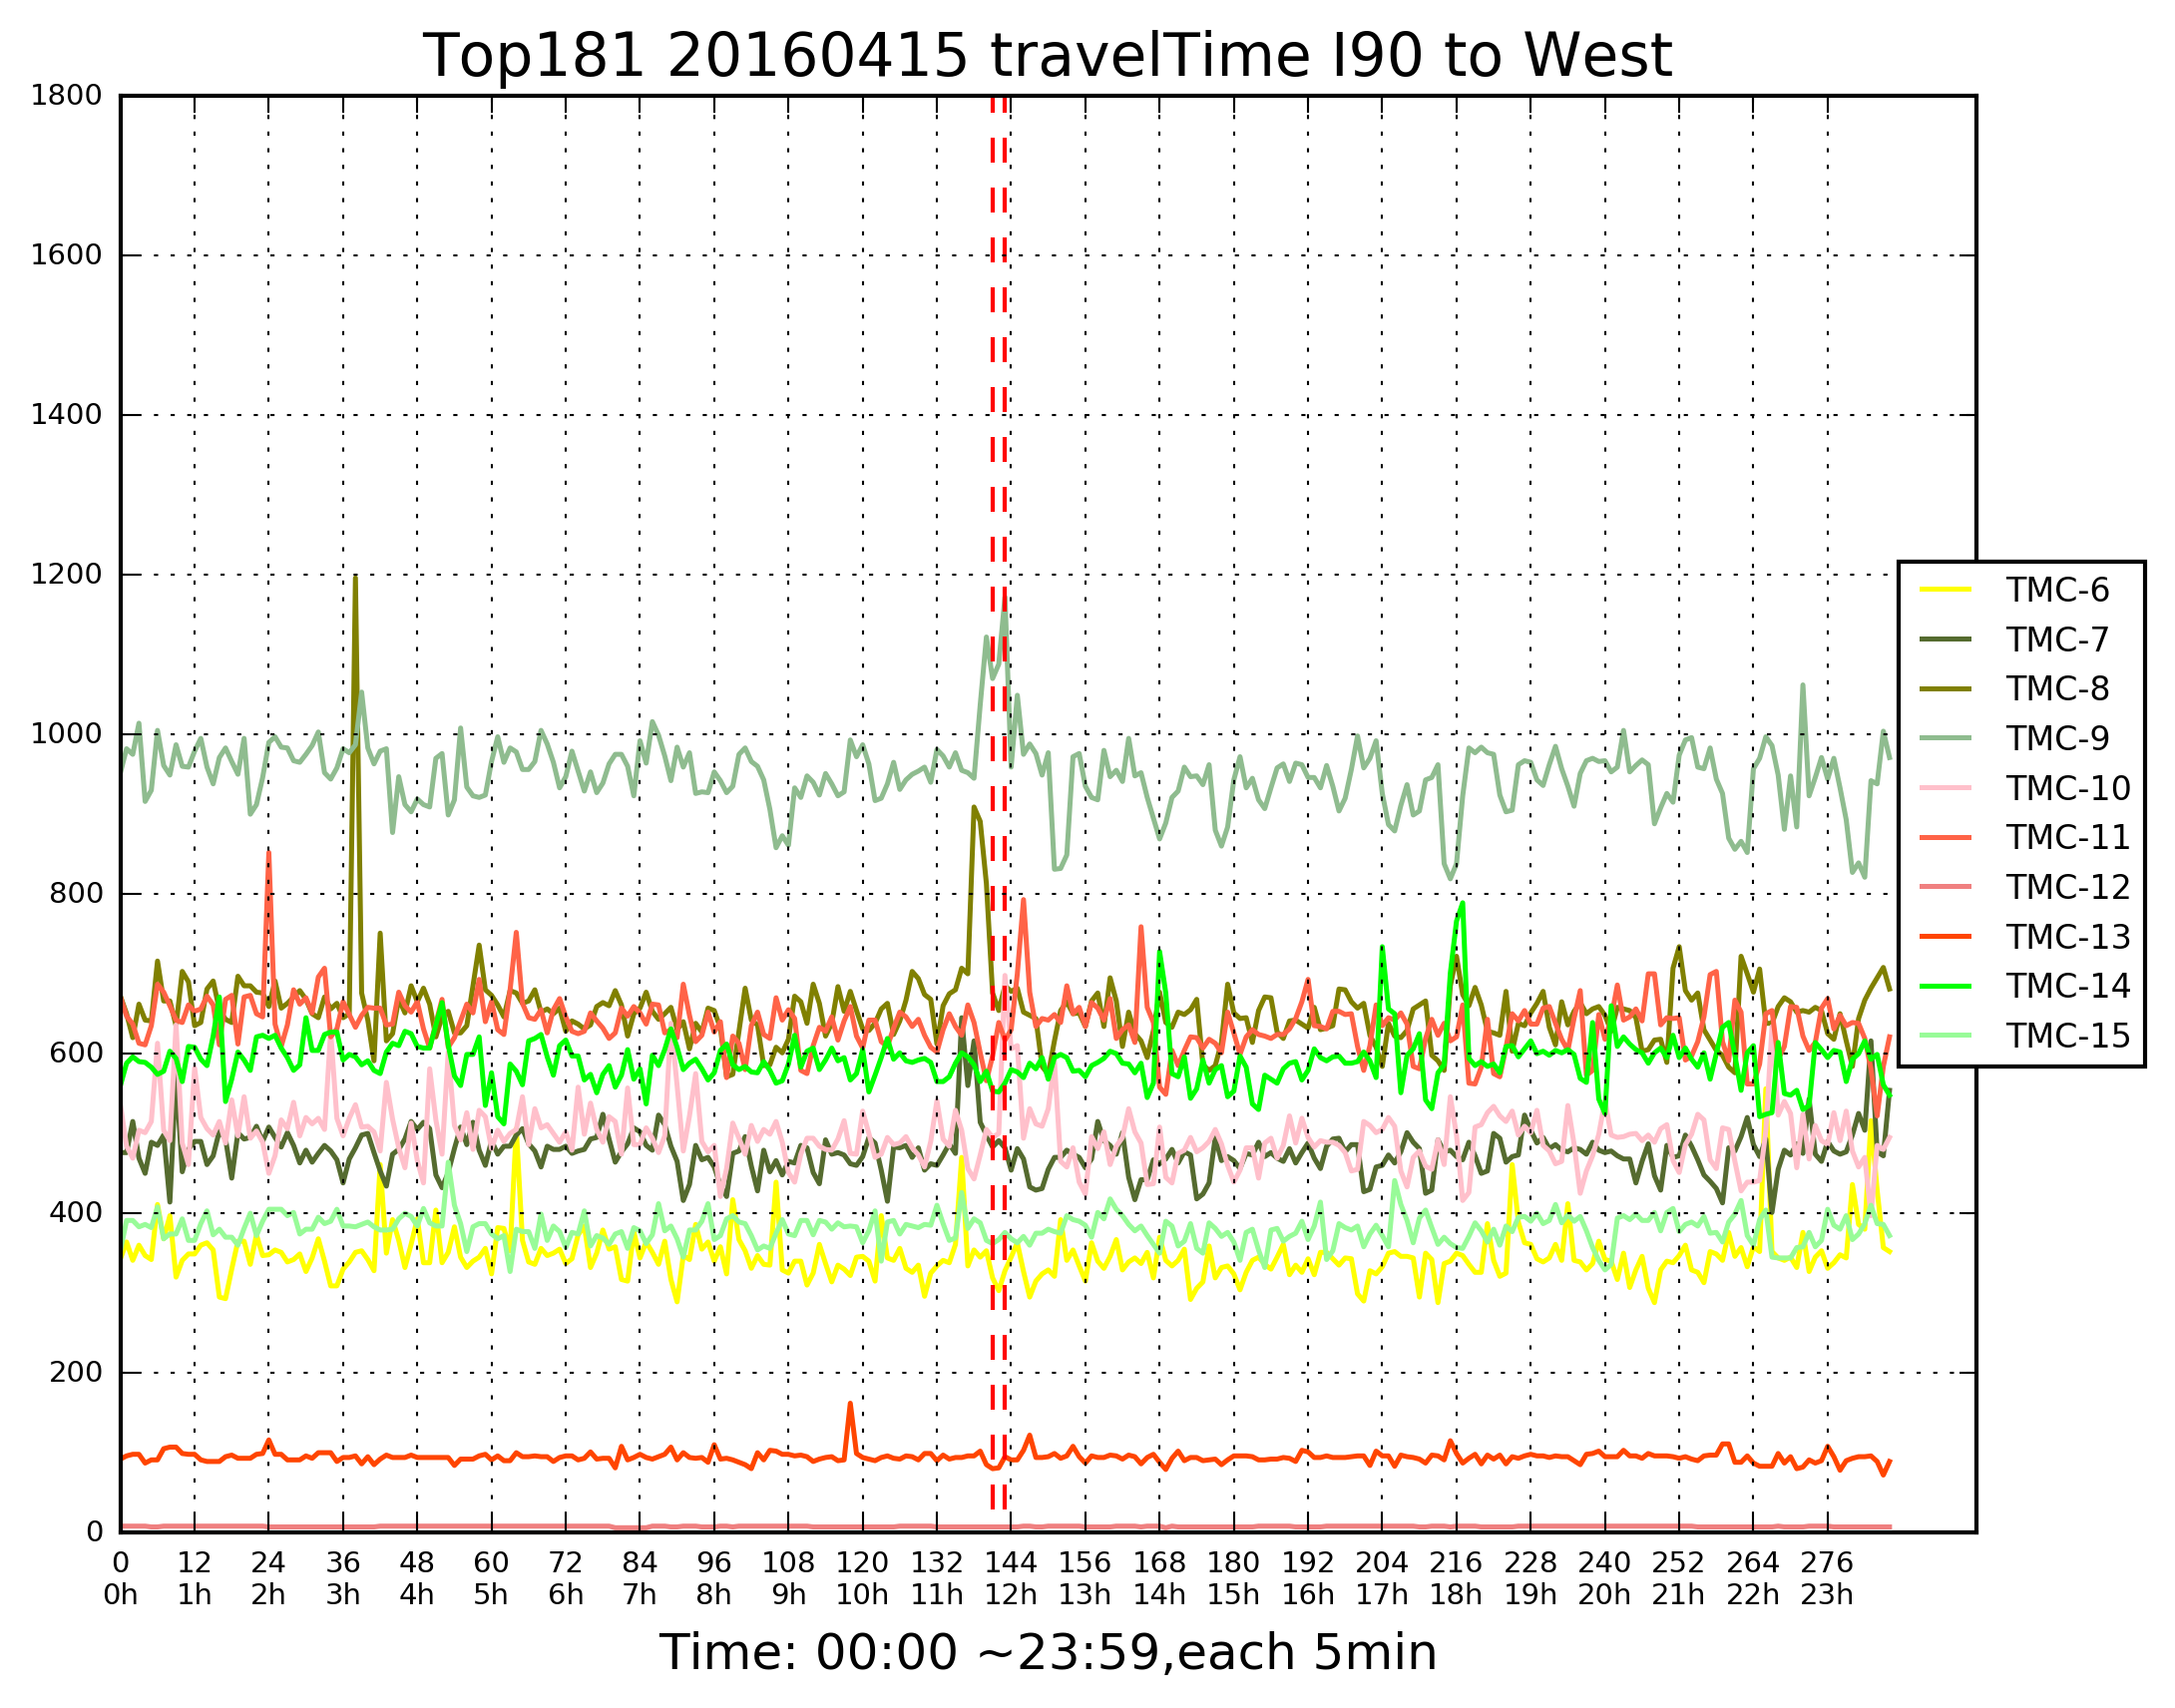 Top181 20160415 travelTime I90 to West
1800
1600
1400
1200
1000
800
600
400
200
0
TMC-6
TMC-7
TMC-8
TMC-9
TMC-10
TMC-11
TMC-12
TMC-13
TMC-14
TMC-15
0 12 24 36 48 60 72 84 96 108 120 132 144 156 168 180 192 204 216 228 240 252 264 276
0h 1h 2h 3h 4h 5h 6h 7h 8h 9h 10h 11h 12h 13h 14h 15h 16h 17h 18h 19h 20h 21h 22h 23h
Time: 00:00 ~23:59,each 5min